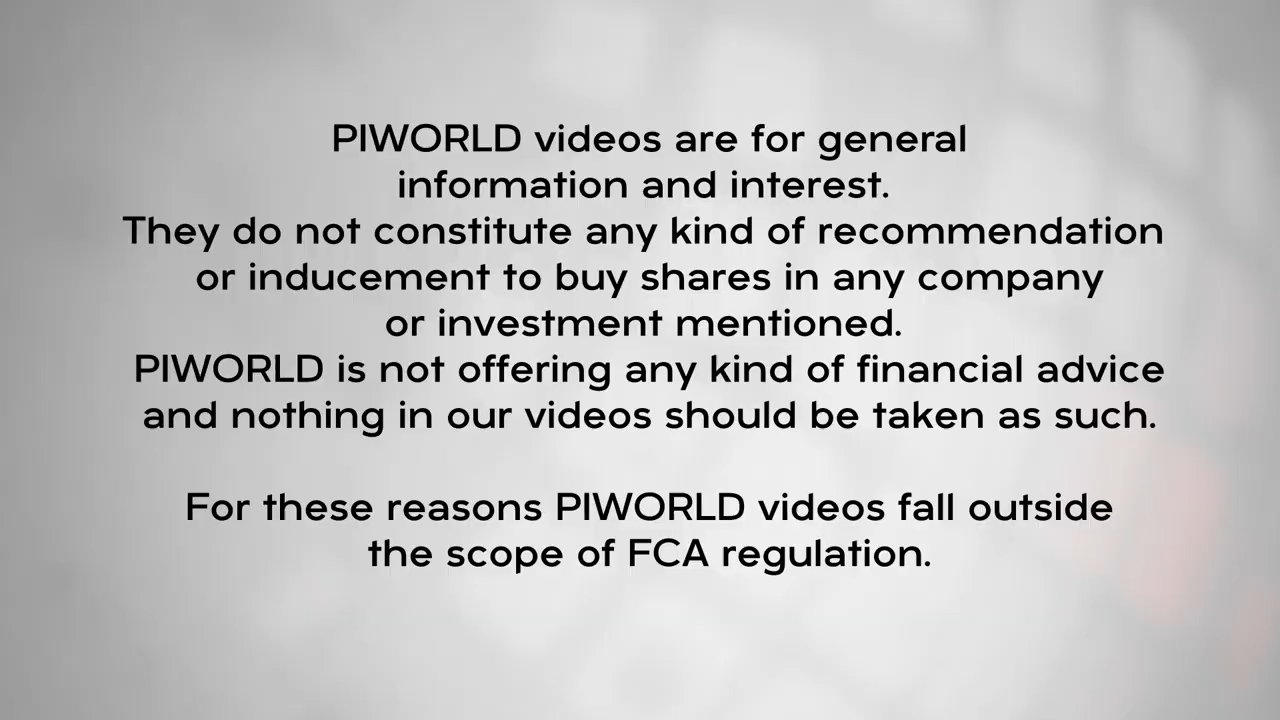 PIWORLD videos are for general
information and interest.
They do not constitute any kind of recommendation
or inducement to buy shares in any company
or investment mentioned.
PIWORLD is not offering any kind of financial advice
and nothing in our videos should be taken as such.
For these reasons PIWORLD videos fall outside
the scope of FCA regulation.